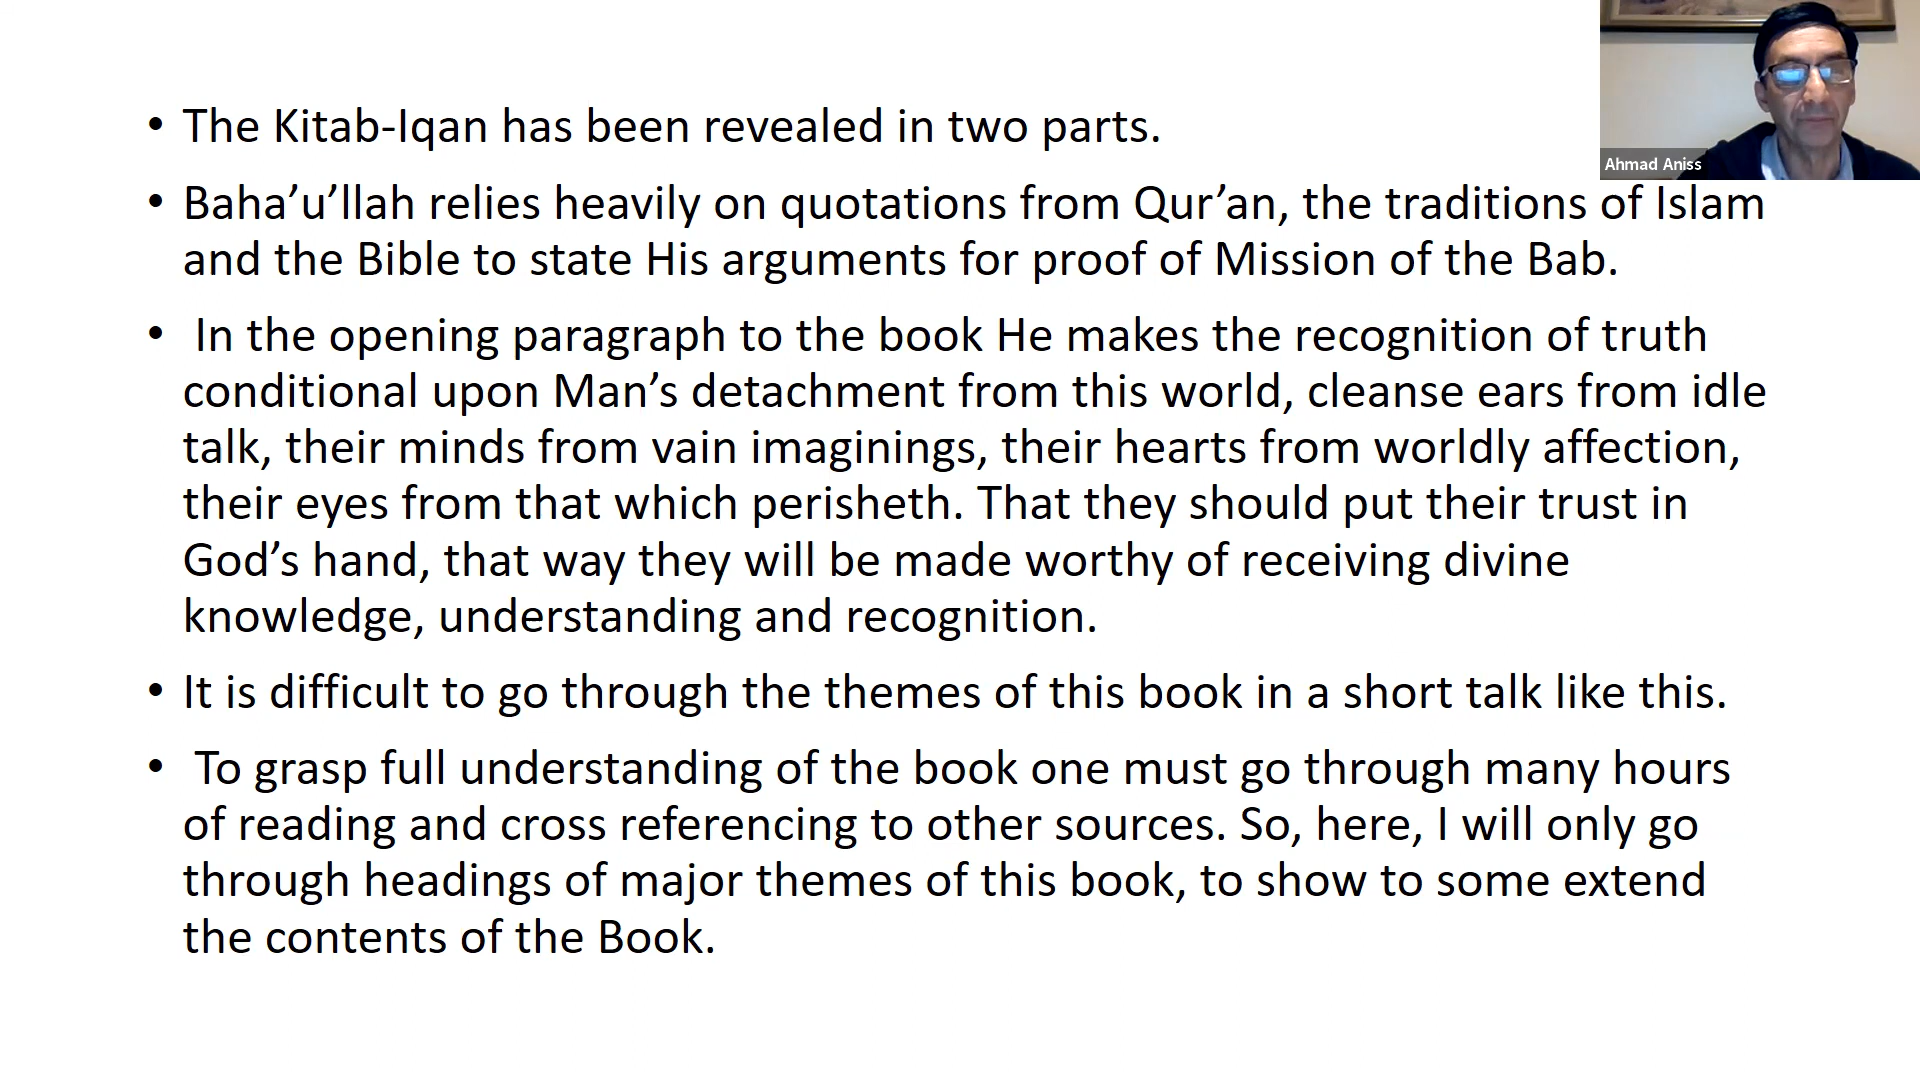 • The Kitab-Iqan has been revealed in two parts.
• Baha’u’llah relies heavily on quotations from Qur’an, the traditions of Islam
and the Bible to state His arguments for proof of Mission of the Bab.
• In the opening paragraph to the book He makes the recognition of truth
conditional upon Man’s detachment from this world, cleanse ears from idle
talk, their minds from vain imaginings, their hearts from worldly affection,
their eyes from that which perisheth. That they should put their trust in
God’s hand, that way they will be made worthy of receiving divine
knowledge, understanding and recognition.
• It is difficult to go through the themes of this book in a short talk like this.
• To grasp full understanding of the book one must go through many hours
of reading and cross referencing to other sources. So, here, I will only go
through headings of major themes of this book, to show to some extend
the contents of the Book.
Ahmad Aniss